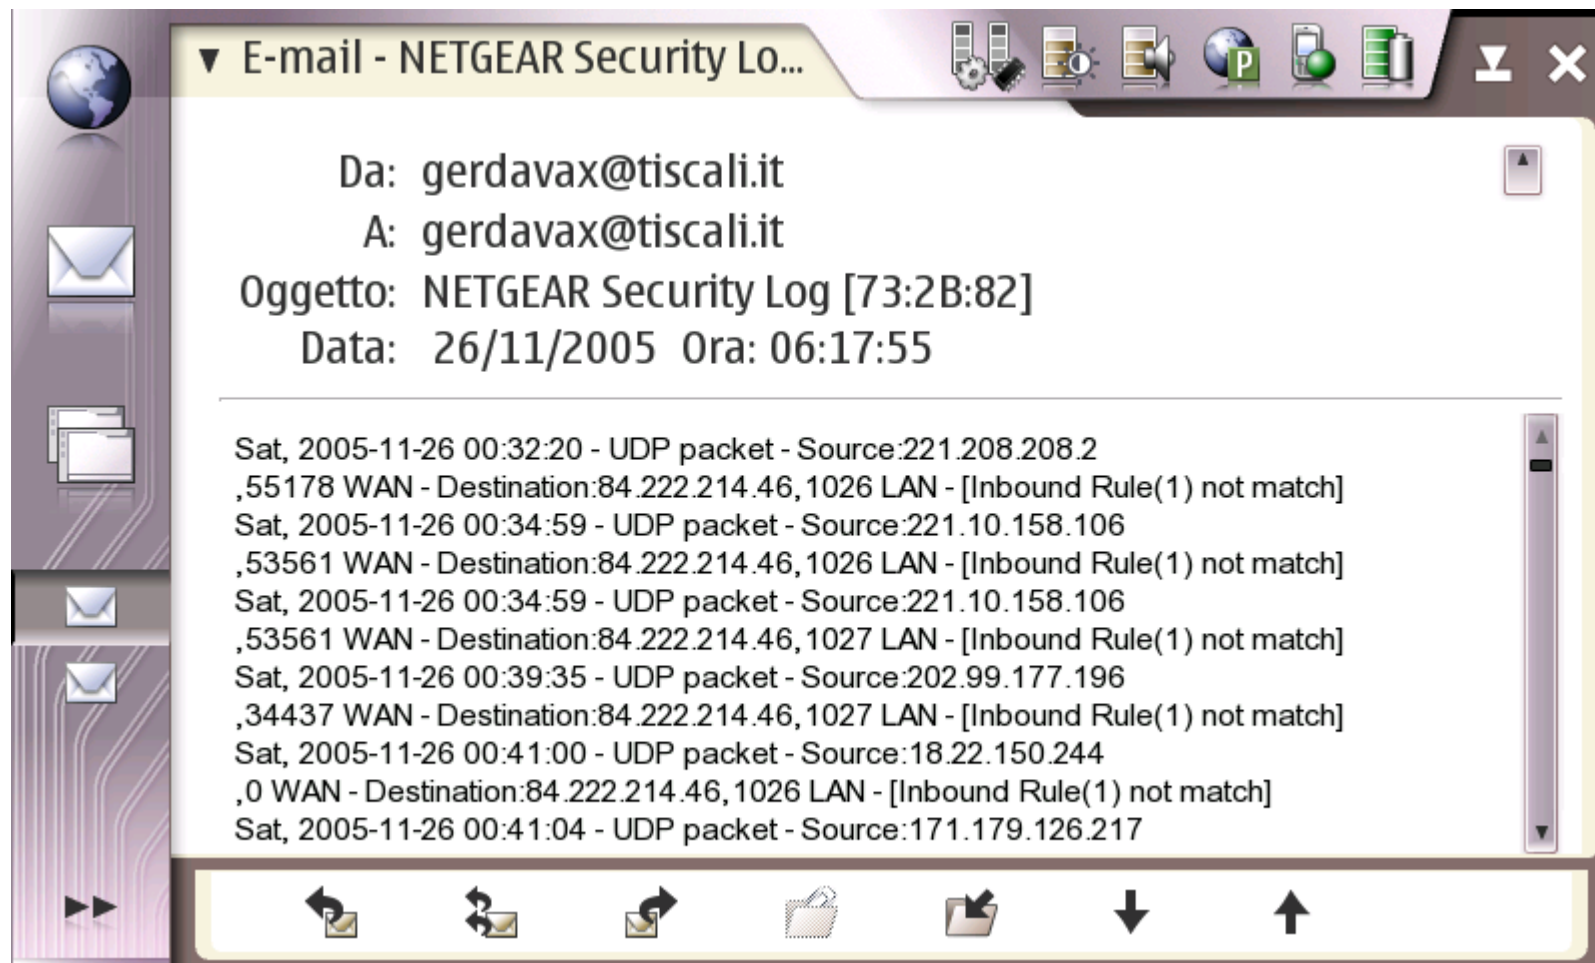 E-mail - NETGEAR Security Lo...
P
Da: gerdavax@tiscali.it
A: gerdavax@tiscali.it
Oggetto: NETGEAR Security Log [73:2B:82]
Data: 26/11/2005 Ora: 06:17:55
Sat, 2005-11-26 00:32:20 - UDP packet - Source:221.208.208.2
,55178 WAN - Destination:84.222.214.46,1026 LAN - [Inbound Rule(1) not match]
Sat, 2005-11-26 00:34:59 - UDP packet - Source:221.10.158.106
,53561 WAN - Destination:84.222.214.46,1026 LAN - [Inbound Rule(1) not match]
Sat, 2005-11-26 00:34:59 - UDP packet - Source:221.10.158.106
,53561 WAN - Destination:84.222.214.46,1027 LAN - [Inbound Rule(1) not match]
Sat, 2005-11-26 00:39:35 - UDP packet - Source:202.99.177.196
,34437 WAN - Destination:84.222.214.46,1027 LAN - [Inbound Rule(1) not match]
Sat, 2005-11-26 00:41:00 - UDP packet - Source:18.22.150.244
,0 WAN - Destination:84.222.214.46,1026 LAN - [Inbound Rule(1) not match]
Sat, 2005-11-26 00:41:04 - UDP packet - Source:171.179.126.217